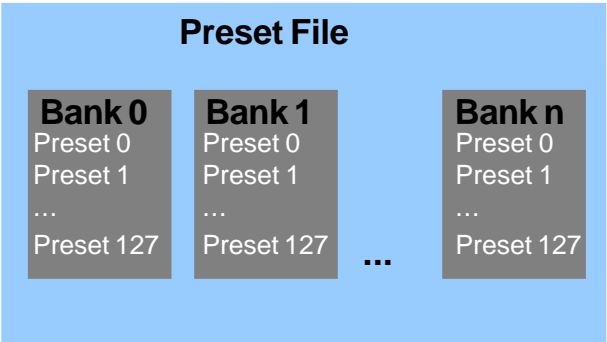 Preset File
Bank 0
Preset 0
Preset 1
...
Preset 127
Bank 1
Preset 0
Preset 1
...
Preset 127
...
Bank n
Preset 0
Preset 1
...
Preset 127